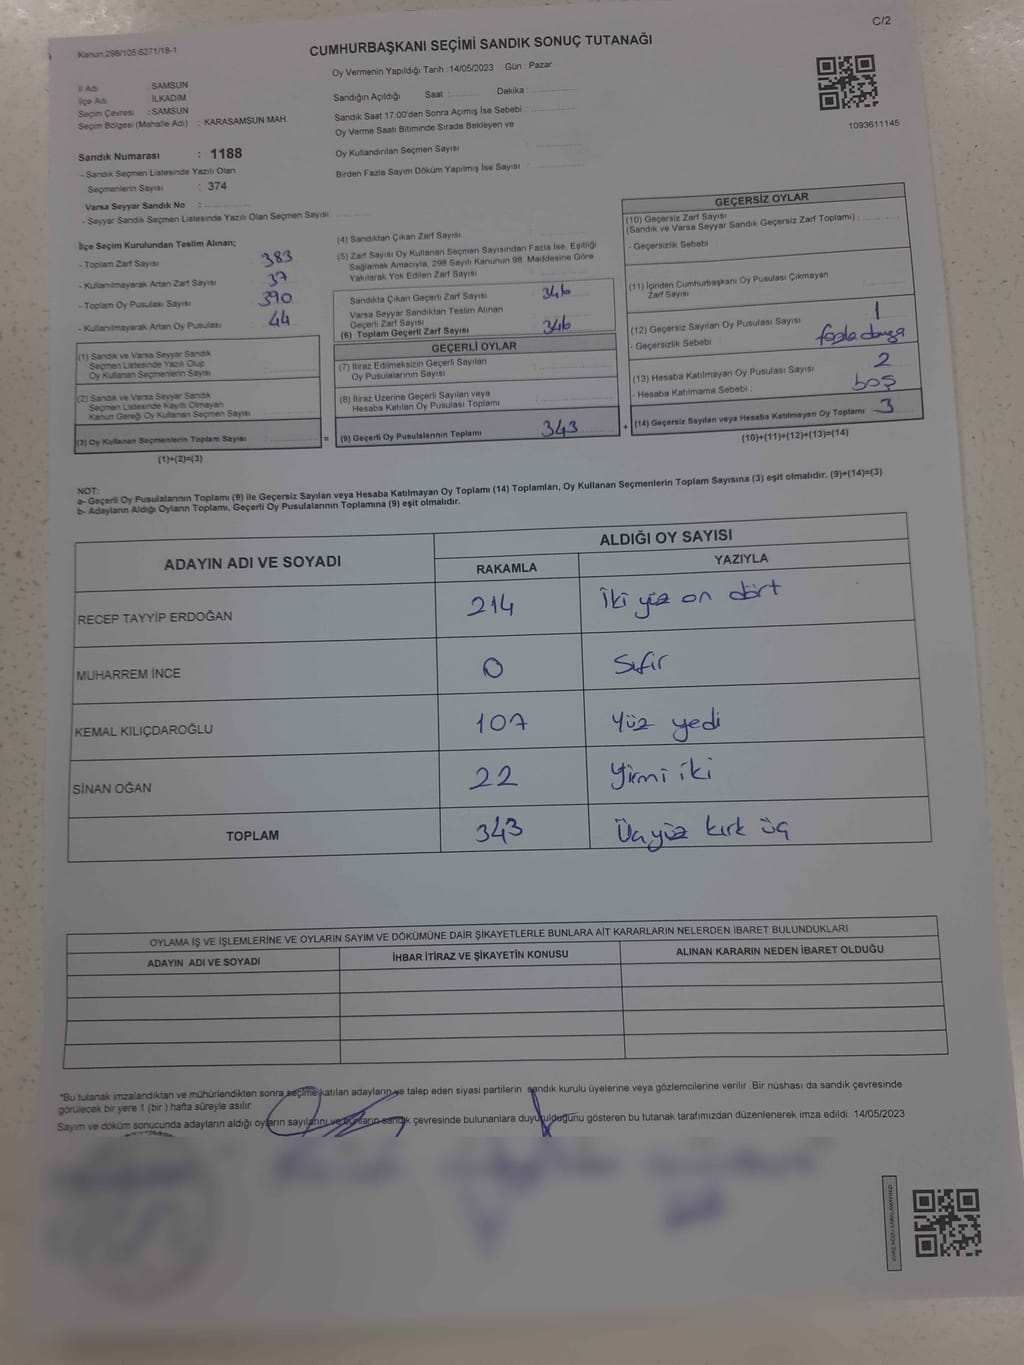 C/2
Kanun:298/105 6271/18-1
CUMHURBAŞKANI SEÇİMİ SANDIK SONUÇ TUTANAĞI
Oy Vermenin Yapıldığı Tarih :14/05/2023 Gün : Pazar
İl Adı : SAMSUN
İlçe Adı : İLKADIM
Seçim Çevresi : SAMSUN
Seçim Bölgesi (Mahalle Adı) : KARASAMSUN MAH.
Sandığın Açıldığı Saat : Dakika :
Sandık Saat 17.00'den Sonra Açımış İse Sebebi :
Oy Verme Saati Bitiminde Sırada Bekleyen ve
Oy Kullandırılan Seçmen Sayısı
Birden Fazla Sayım Döküm Yapılmış İse Sayısı
1093611145
Sandık Numarası : 1188
- Sandık Seçmen Listesinde Yazılı Olan
Seçmenlerin Sayısı : 374
Varsa Seyyar Sandık No :
- Seyyar Sandık Seçmen Listesinde Yazılı Olan Seçmen Sayısı
İlçe Seçim Kurulundan Teslim Alınan;
- Toplam Zarf Sayısı 383
- Kullanılmayarak Artan Zarf Sayısı 37
- Toplam Oy Pusulası Sayısı 390
- Kullanılmayarak Artan Oy Pusulası 44
(1) Sandık ve Varsa Seyyar Sandık
Seçmen Listesinde Yazılı Olup
Oy Kullanan Seçmenlerin Sayısı
(2) Sandık ve Varsa Seyyar Sandık
Seçmen Listesinde Kayıtlı Olmayan
Kanun Gereği Oy Kullanan Seçmen Sayısı
(3) Oy Kullanan Seçmenlerin Toplam Sayısı
(1)+(2)=(3)
(4) Sandıktan Çıkan Zarf Sayısı
(5) Zarf Sayısı Oy Kullanan Seçmen Sayısından Fazla İse, Eşitliği
Sağlamak Amacıyla, 298 Sayılı Kanunun 98. Maddesine Göre
Yakılarak Yok Edilen Zarf Sayısı
Sandıkta Çıkan Geçerli Zarf Sayısı 346
Varsa Seyyar Sandıktan Teslim Alınan
Geçerli Zarf Sayısı
(6) Toplam Geçerli Zarf Sayısı 346
GEÇERLİ OYLAR
(7) İtiraz Edilmeksizin Geçerli Sayılan
Oy Pusulalarının Sayısı
(8) İtiraz Üzerine Geçerli Sayılan veya
Hesaba Katılan Oy Pusulası Toplamı
= (9) Geçerli Oy Pusulalarının Toplamı 343
GEÇERSİZ OYLAR
(10) Geçersiz Zarf Sayısı
(Sandık ve Varsa Seyyar Sandık Geçersiz Zarf Toplamı) :
- Geçersizlik Sebebi
(11) İçinden Cumhurbaşkanı Oy Pusulası Çıkmayan
Zarf Sayısı
(12) Geçersiz Sayılan Oy Pusulası Sayısı 1
- Geçersizlik Sebebi fazla damga
(13) Hesaba Katılmayan Oy Pusulası Sayısı 2
- Hesaba Katılmama Sebebi : boş
+ (14) Geçersiz Sayılan veya Hesaba Katılmayan Oy Toplamı 3
(10)+(11)+(12)+(13)=(14)
NOT:
a- Geçerli Oy Pusulalarının Toplamı (9) ile Geçersiz Sayılan veya Hesaba Katılmayan Oy Toplamı (14) Toplamları, Oy Kullanan Seçmenlerin Toplam Sayısına (3) eşit olmalıdır. (9)+(14)=(3)
b- Adayların Aldığı Oyların Toplamı, Geçerli Oy Pusulalarının Toplamına (9) eşit olmalıdır.
ADAYIN ADI VE SOYADI
ALDIĞI OY SAYISI
RAKAMLA YAZIYLA
RECEP TAYYİP ERDOĞAN 214 İki yüz on dört
MUHARREM İNCE 0 Sıfır
KEMAL KILIÇDAROĞLU 107 Yüz yedi
SİNAN OĞAN 22 Yirmi iki
TOPLAM 343 Üçyüz kırk üç
OYLAMA İŞ VE İŞLEMLERİNE VE OYLARIN SAYIM VE DÖKÜMÜNE DAİR ŞİKAYETLERLE BUNLARA AİT KARARLARIN NELERDEN İBARET BULUNDUKLARI
ADAYIN ADI VE SOYADI İHBAR İTİRAZ VE ŞİKAYETİN KONUSU ALINAN KARARIN NEDEN İBARET OLDUĞU
*Bu tutanak imzalandıktan ve mühürlendikten sonra seçime katılan adayların ve talep eden siyasi partilerin sandık kurulu üyelerine veya gözlemcilerine verilir .Bir nüshası da sandık çevresinde
görülecek bir yere 1 (bir ) hafta süreyle asılır.
Sayım ve döküm sonucunda adayların aldığı oyların sayılarını ve bunların sandık çevresinde bulunanlara duyurulduğunu gösteren bu tutanak tarafımızdan düzenlenerek imza edildi. 14/05/2023